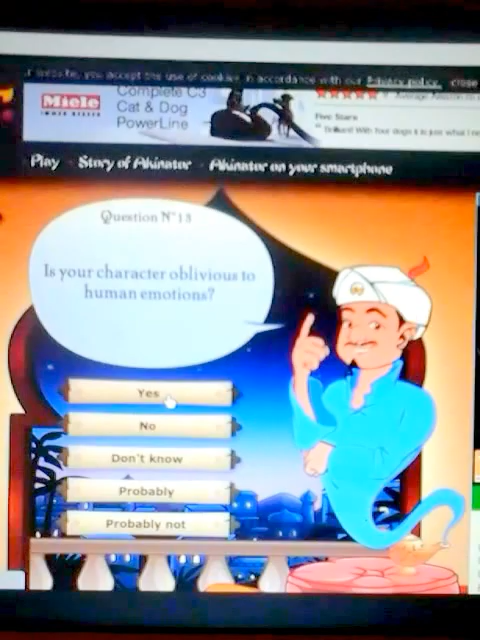 you accept the use of cookies in accordance with our Privacy policy. close
Miele
Complete C3
Cat & Dog
PowerLine
Five Stars
Play Story of Akinator Akinator on your smartphone
Question N°13
Is your character oblivious to
human emotions?
Yes
No
Don't know
Probably
Probably not